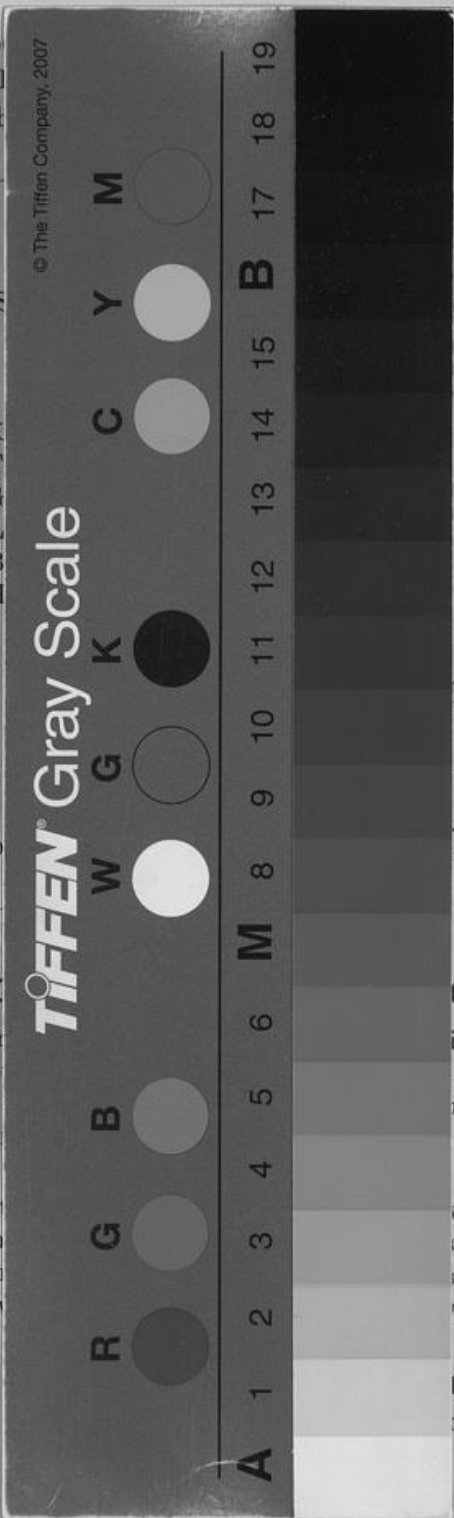 © The Tiffen Company, 2007
TIFFEN® Gray Scale
R G B W G K C Y M
A 1 2 3 4 5 6 M 8 9 10 11 12 13 14 15 B 17 18 19